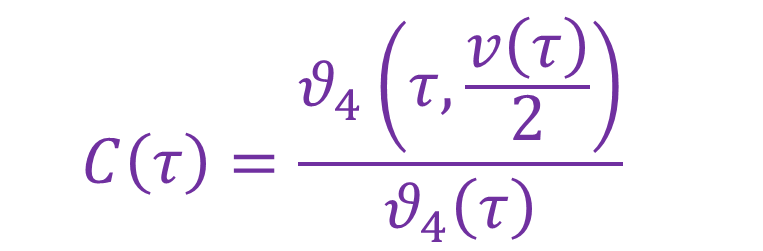 C(τ) = ϑ₄(τ, v(τ)/2) / ϑ₄(τ)